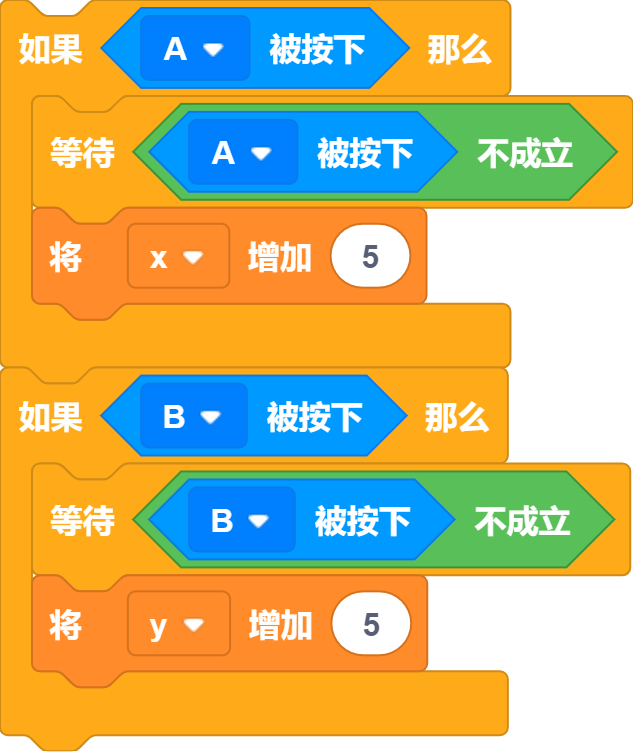 如果 A 被按下 那么
等待 A 被按下 不成立
将 x 增加 5
如果 B 被按下 那么
等待 B 被按下 不成立
将 y 增加 5